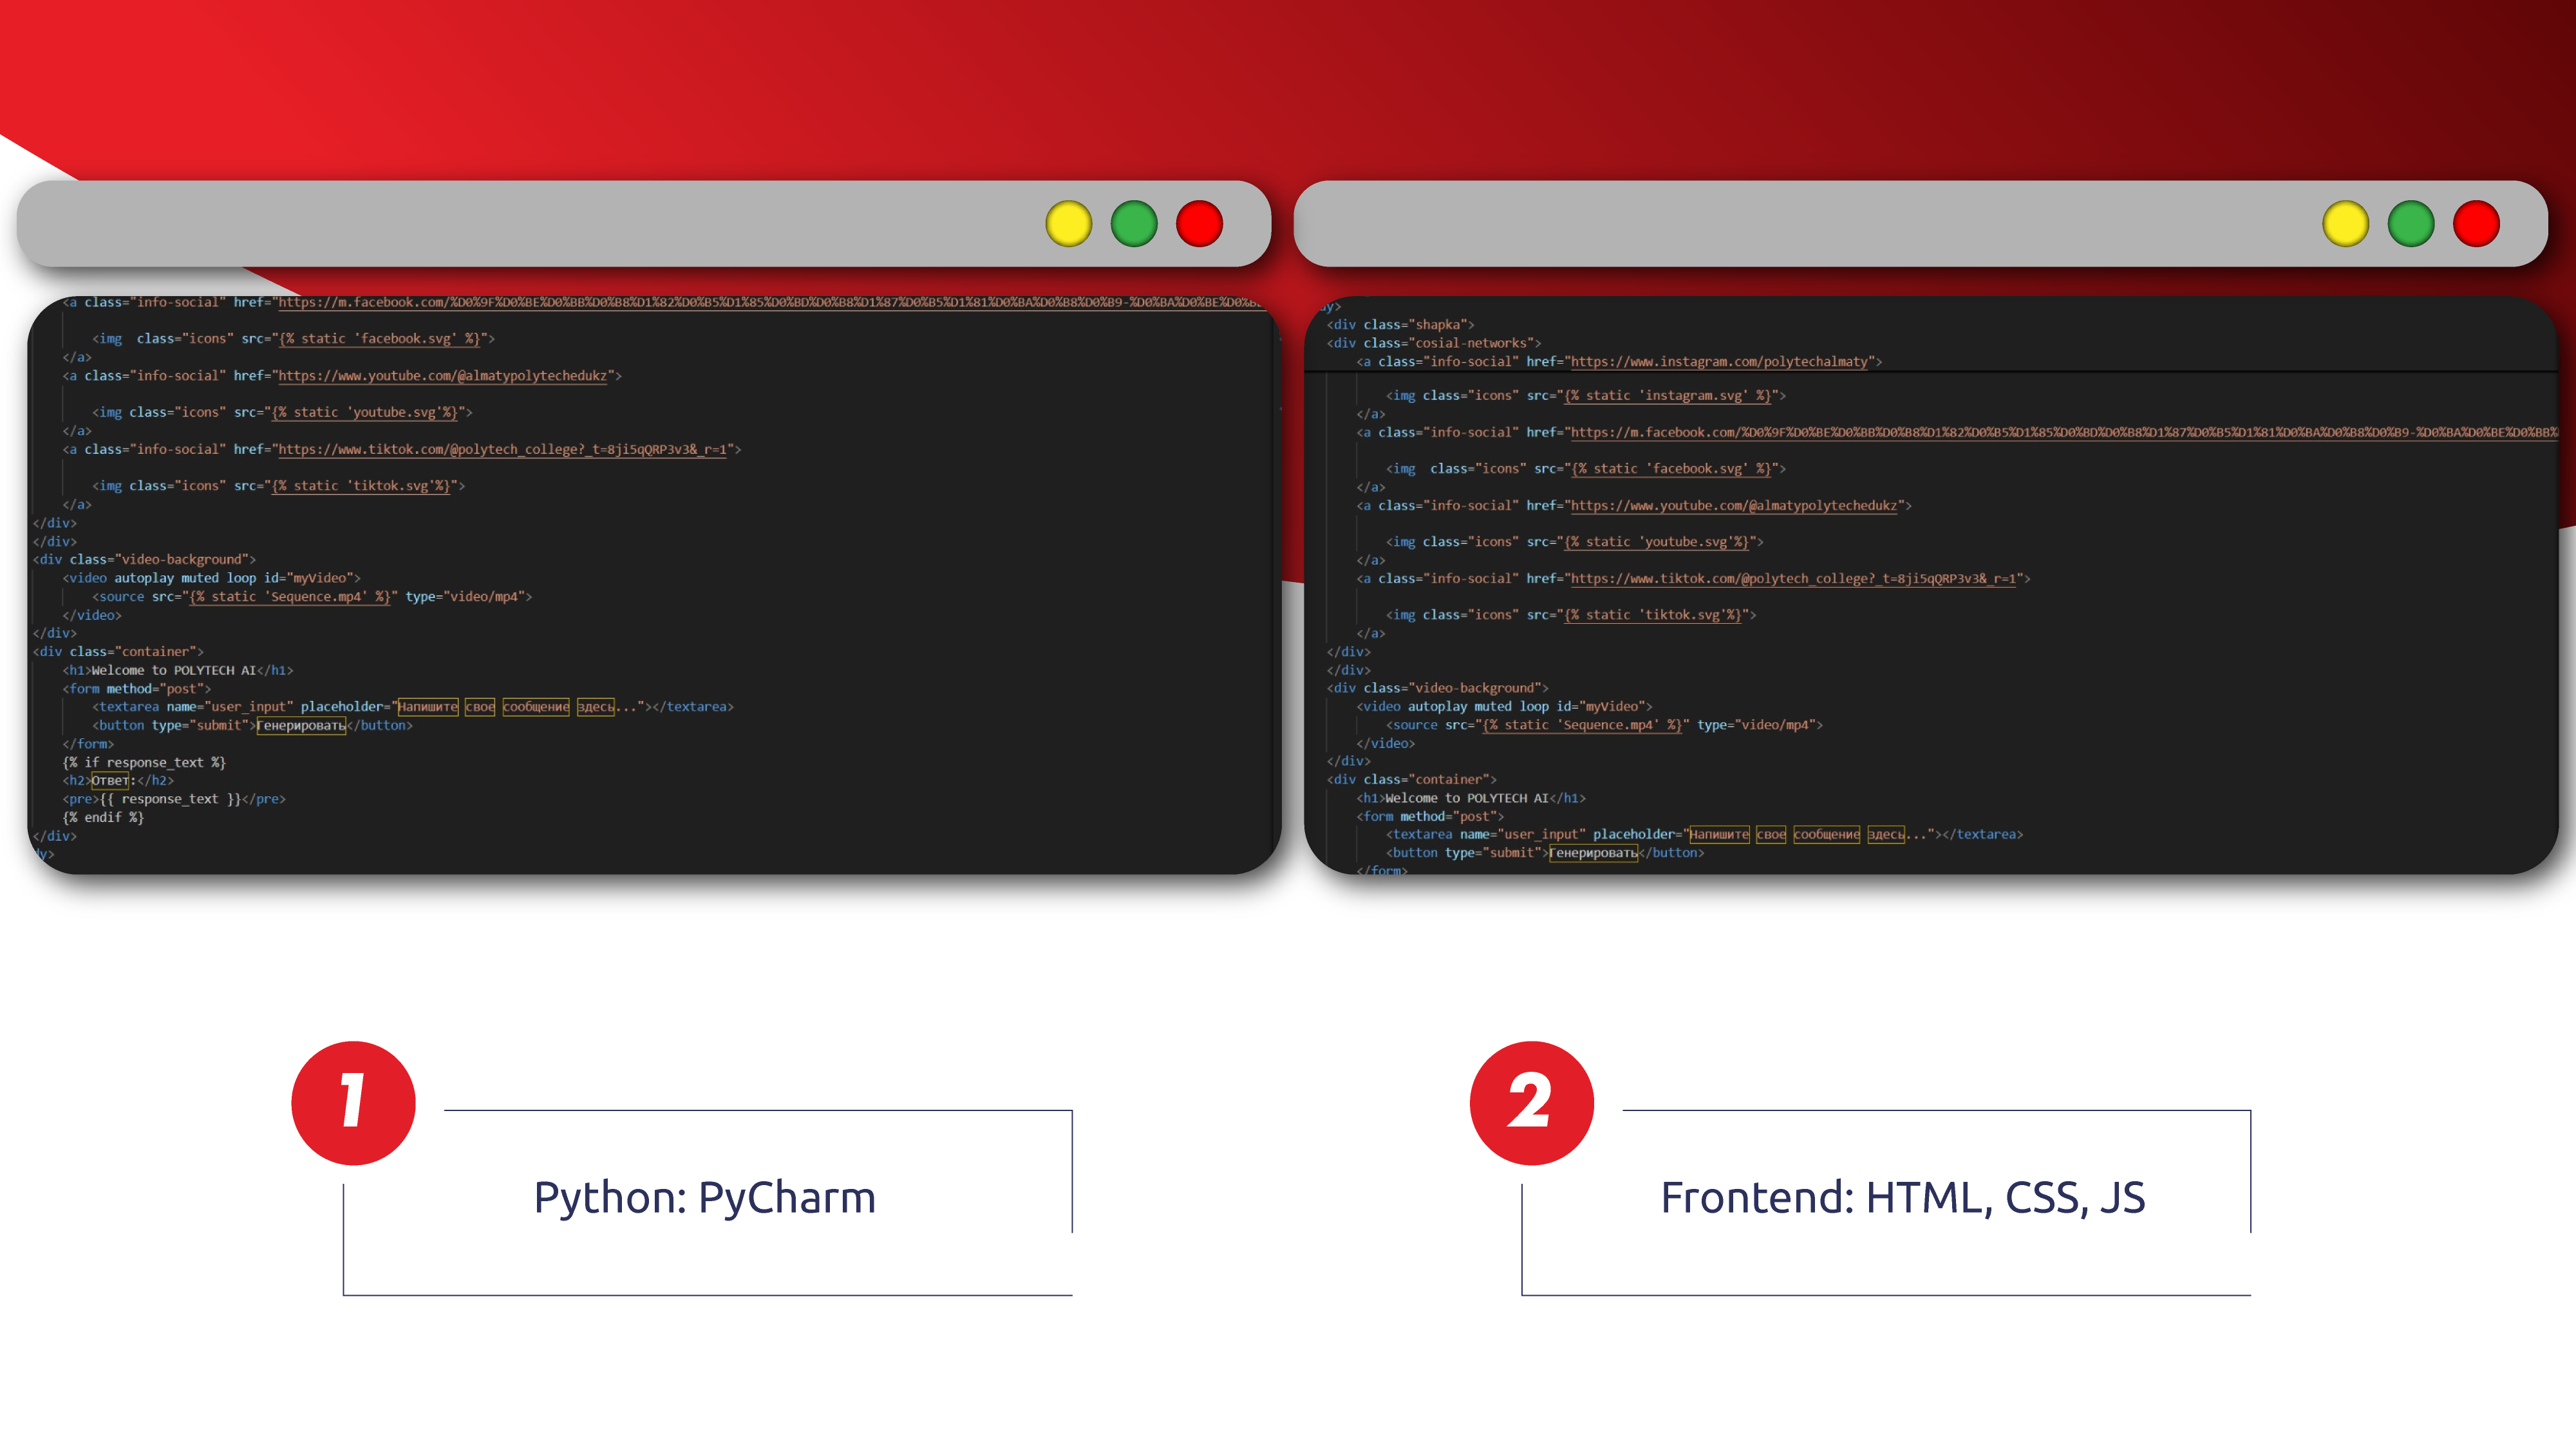 <a class="info-social" href="https://m.facebook.com/%D0%9F%D0%BE%D0%BB%D0%B8%D1%82%D0%B5%D1%85%D0%BD%D0%B8%D1%87%D0%B5%D1%81%D0%BA%D0%B8%D0%B9-%D0%BA%D0%BE%D0%
<img  class="icons" src="{% static 'facebook.svg' %}">
</a>
<a class="info-social" href="https://www.youtube.com/@almatypolytechedukz">
<img class="icons" src="{% static 'youtube.svg'%}">
</a>
<a class="info-social" href="https://www.tiktok.com/@polytech_college?_t=8ji5qQRP3v3&_r=1">
<img class="icons" src="{% static 'tiktok.svg'%}">
</a>
</div>
</div>
<div class="video-background">
<video autoplay muted loop id="myVideo">
<source src="{% static 'Sequence.mp4' %}" type="video/mp4">
</video>
</div>
<div class="container">
<h1>Welcome to POLYTECH AI</h1>
<form method="post">
<textarea name="user_input" placeholder="Напишите свое сообщение здесь..."></textarea>
<button type="submit">Генерировать</button>
</form>
{% if response_text %}
<h2>Ответ:</h2>
<pre>{{ response_text }}</pre>
{% endif %}
</div>
dy>
dy>
<div class="shapka">
<div class="cosial-networks">
<a class="info-social" href="https://www.instagram.com/polytechalmaty">
<img class="icons" src="{% static 'instagram.svg' %}">
</a>
<a class="info-social" href="https://m.facebook.com/%D0%9F%D0%BE%D0%BB%D0%B8%D1%82%D0%B5%D1%85%D0%BD%D0%B8%D1%87%D0%B5%D1%81%D0%BA%D0%B8%D0%B9-%D0%BA%D0%BE%D0%BB%
<img  class="icons" src="{% static 'facebook.svg' %}">
</a>
<a class="info-social" href="https://www.youtube.com/@almatypolytechedukz">
<img class="icons" src="{% static 'youtube.svg'%}">
</a>
<a class="info-social" href="https://www.tiktok.com/@polytech_college?_t=8ji5qQRP3v3&_r=1">
<img class="icons" src="{% static 'tiktok.svg'%}">
</a>
</div>
</div>
<div class="video-background">
<video autoplay muted loop id="myVideo">
<source src="{% static 'Sequence.mp4' %}" type="video/mp4">
</video>
</div>
<div class="container">
<h1>Welcome to POLYTECH AI</h1>
<form method="post">
<textarea name="user_input" placeholder="Напишите свое сообщение здесь..."></textarea>
<button type="submit">Генерировать</button>
</form>
1
Python: PyCharm
2
Frontend: HTML, CSS, JS